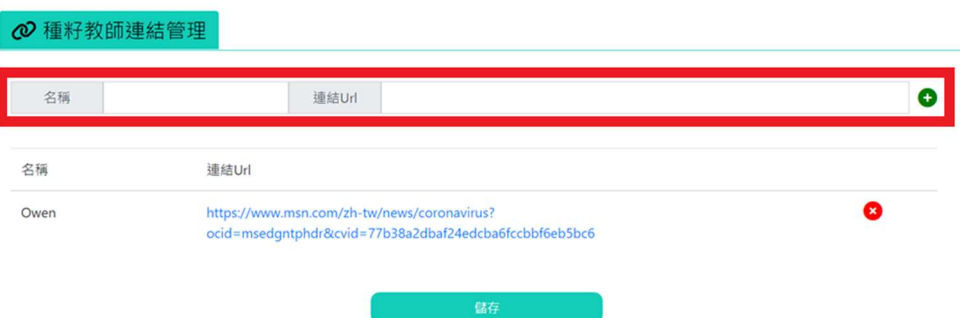 種籽教師連結管理
名稱 連結Url
名稱 連結Url
Owen https://www.msn.com/zh-tw/news/coronavirus?
ocid=msedgntphdr&cvid=77b38a2dbaf24edcba6fccbbf6eb5bc6
儲存